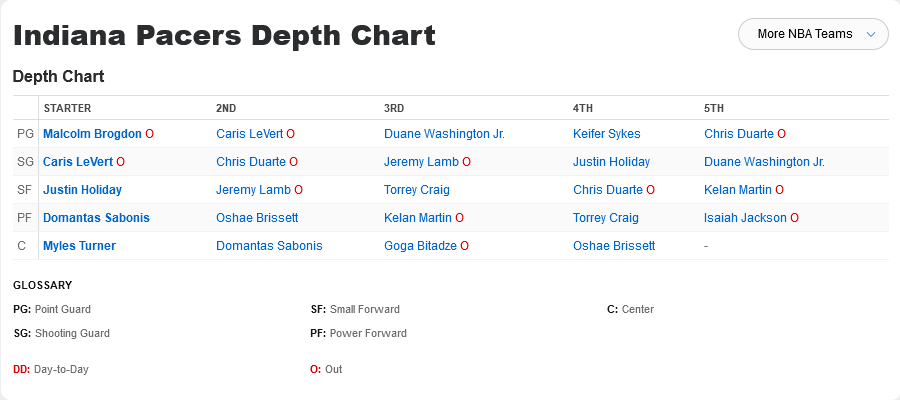 Indiana Pacers Depth Chart
More NBA Teams
Depth Chart
STARTER 2ND 3RD 4TH 5TH
PG Malcolm Brogdon O Caris LeVert O Duane Washington Jr. Keifer Sykes Chris Duarte O
SG Caris LeVert O Chris Duarte O Jeremy Lamb O Justin Holiday Duane Washington Jr.
SF Justin Holiday Jeremy Lamb O Torrey Craig Chris Duarte O Kelan Martin O
PF Domantas Sabonis Oshae Brissett Kelan Martin O Torrey Craig Isaiah Jackson O
C Myles Turner Domantas Sabonis Goga Bitadze O Oshae Brissett -
GLOSSARY
PG: Point Guard SF: Small Forward C: Center
SG: Shooting Guard PF: Power Forward
DD: Day-to-Day O: Out